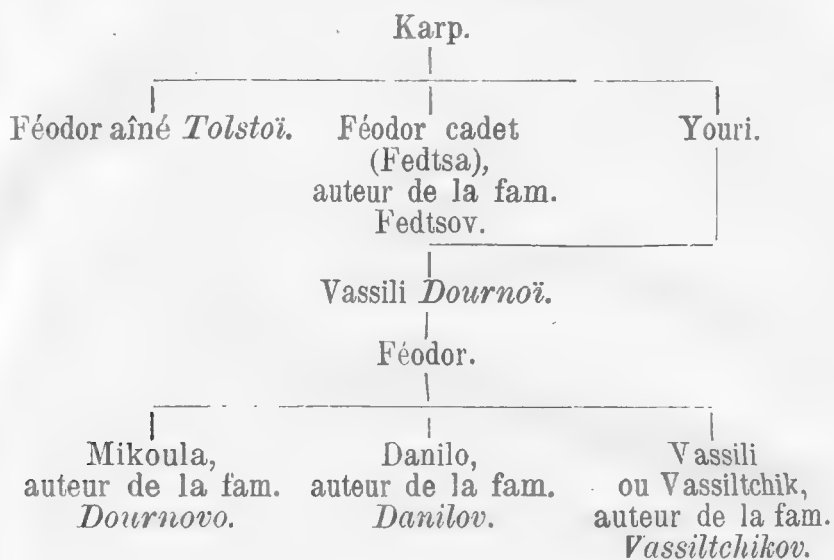 Karp.
Féodor aîné Tolstoï.
Féodor cadet
(Fedtsa),
auteur de la fam.
Fedtsov.
Youri.
Vassili Dournoï.
Féodor.
Mikoula,
auteur de la fam.
Dournovo.
Danilo,
auteur de la fam.
Danilov.
Vassili
ou Vassiltchik,
auteur de la fam.
Vassiltchikov.